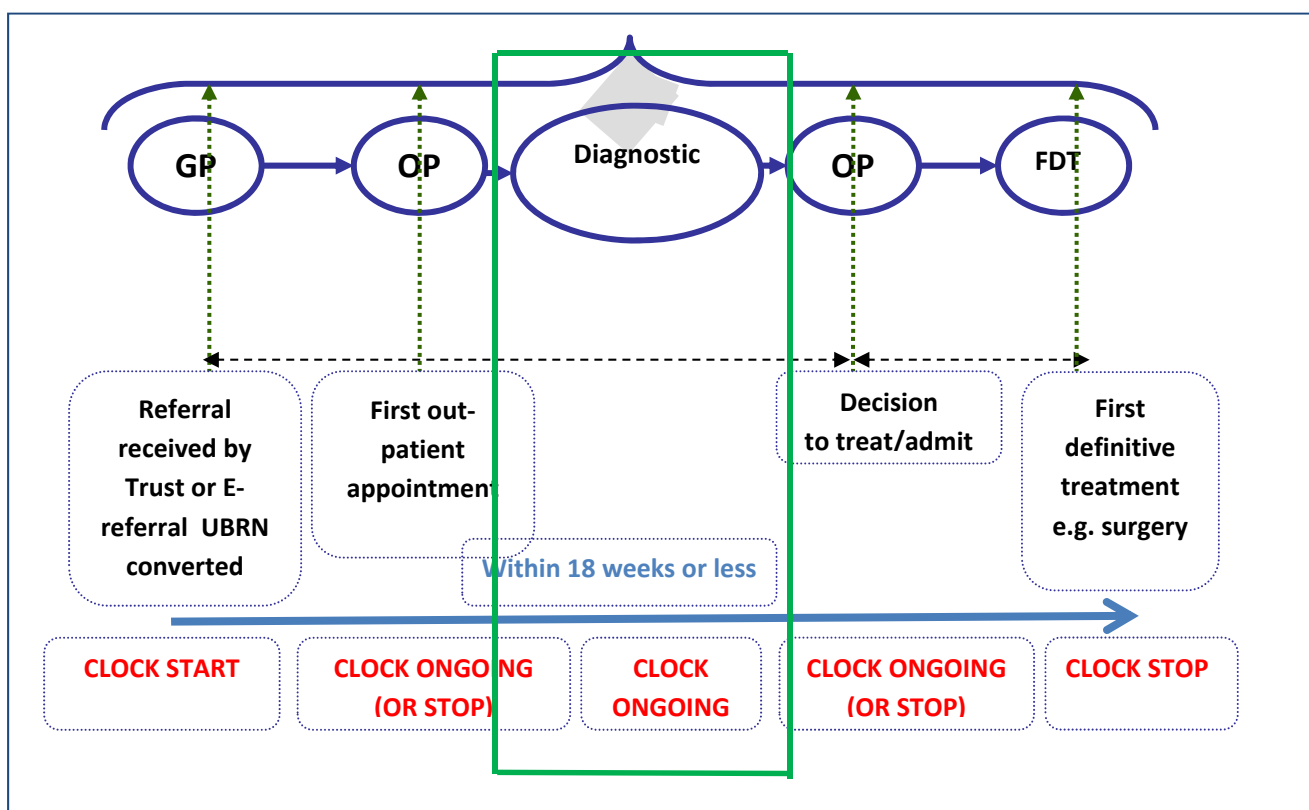 GP
OP
Diagnostic
OP
FDT
Referral
received by
Trust or E-
referral UBRN
converted
First out-
patient
appointment
Decision
to treat/admit
First
definitive
treatment
e.g. surgery
Within 18 weeks or less
CLOCK START
CLOCK ONGOING
(OR STOP)
CLOCK
ONGOING
CLOCK ONGOING
(OR STOP)
CLOCK STOP